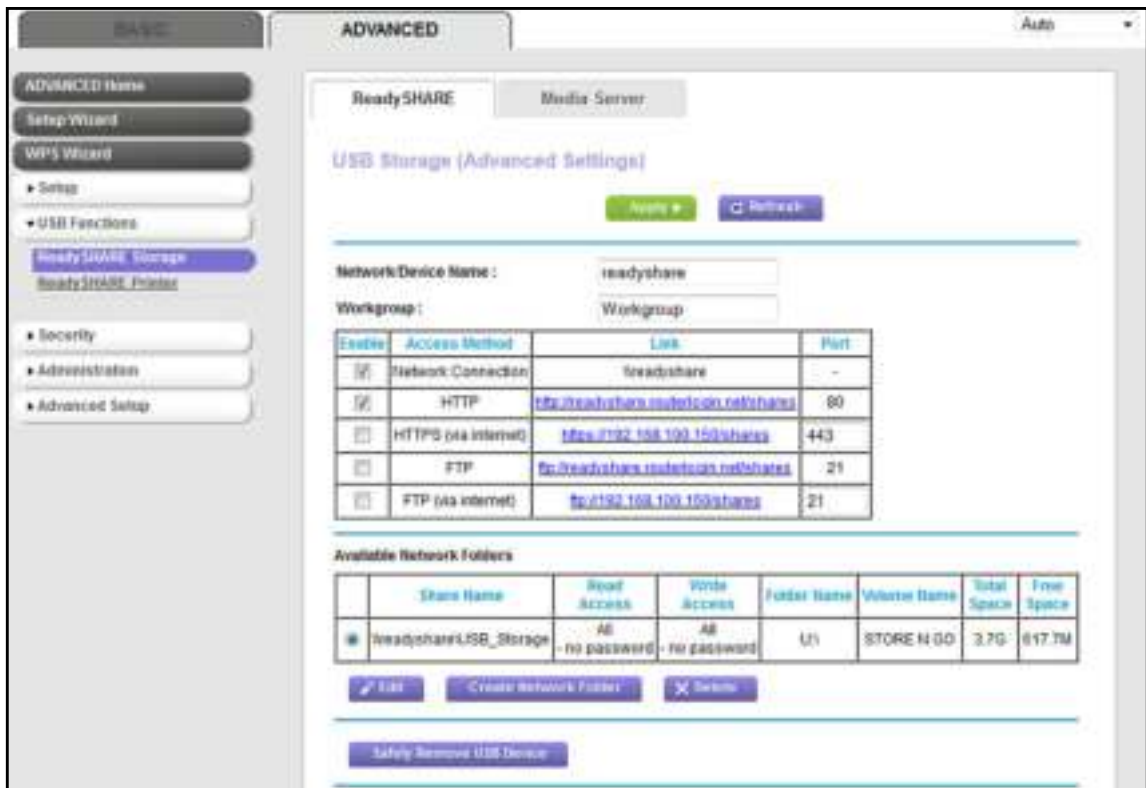 BASIC
ADVANCED
Auto
ADVANCED Home
Setup Wizard
WPS Wizard
Setup
USB Functions
ReadySHARE Storage
ReadySHARE Printer
Security
Administration
Advanced Setup
ReadySHARE
Media Server
USB Storage (Advanced Settings)
Apply
Refresh
Network/Device Name : readyshare
Workgroup : Workgroup
Enable Access Method Link Port
Network Connection \\readyshare -
HTTP http://readyshare.routerlogin.net/shares 80
HTTPS (via internet) https://192.168.100.150/shares 443
FTP ftp://readyshare.routerlogin.net/shares 21
FTP (via internet) ftp://192.168.100.150/shares 21
Available Network Folders
Share Name Read Access Write Access Folder Name Volume Name Total Space Free Space
\\readyshare\USB_Storage All - no password All - no password U:\ STORE N GO 3.7G 617.7M
Edit Create Network Folder Delete
Safely Remove USB Device